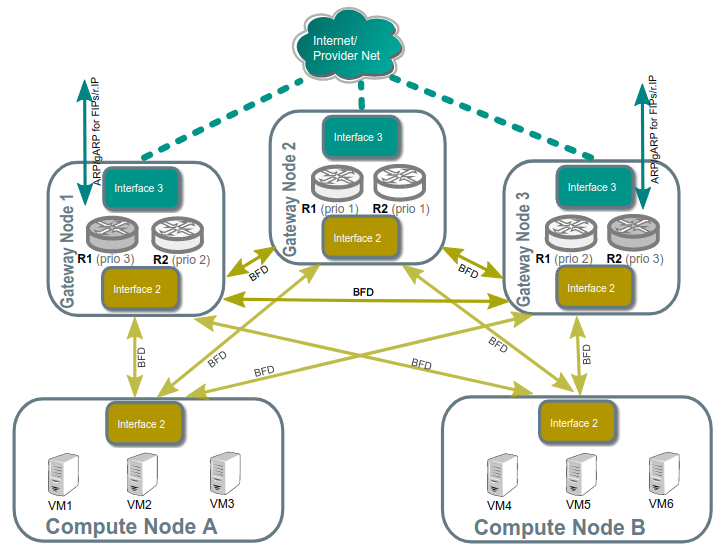 Internet/
Provider Net
ARP/gARP for FIPs/r.IP
ARP/gARP for FIPs/r.IP
Gateway Node 1
Interface 3
R1 (prio 3)
R2 (prio 2)
Interface 2
Gateway Node 2
Interface 3
R1 (prio 1)
R2 (prio 1)
Interface 2
Gateway Node 3
Interface 3
R1 (prio 2)
R2 (prio 3)
Interface 2
BFD
BFD
BFD
BFD
BFD
BFD
BFD
BFD
BFD
Interface 2
VM1
VM2
VM3
Compute Node A
Interface 2
VM4
VM5
VM6
Compute Node B